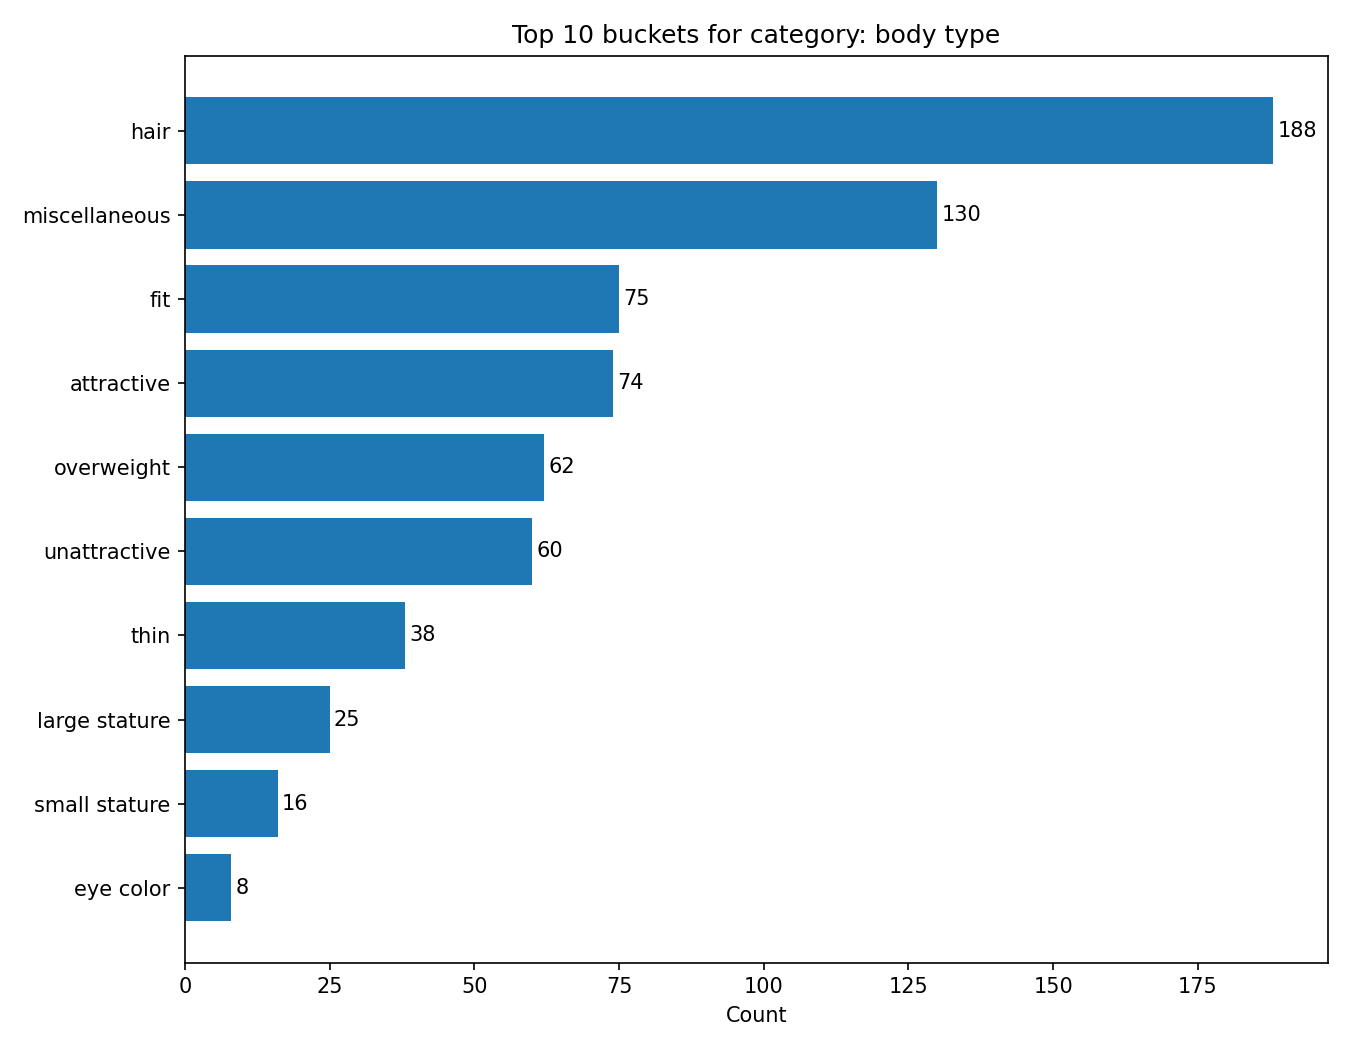 Top 10 buckets for category: body type
hair 188
miscellaneous 130
fit 75
attractive 74
overweight 62
unattractive 60
thin 38
large stature 25
small stature 16
eye color 8
0 25 50 75 100 125 150 175
Count